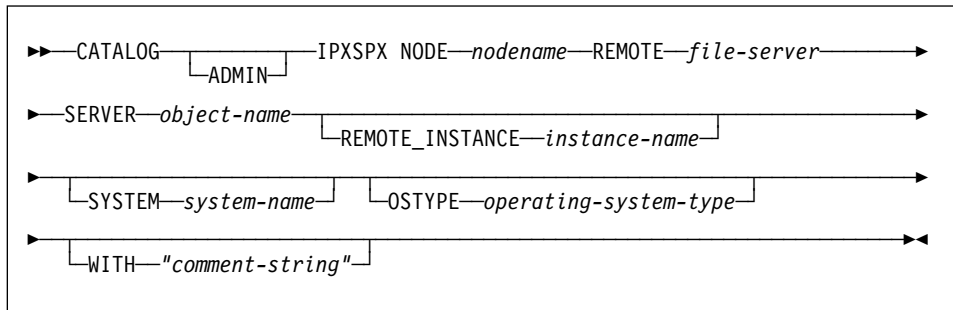 CATALOG ADMIN IPXSPX NODE nodename REMOTE file-server
SERVER object-name REMOTE_INSTANCE instance-name
SYSTEM system-name OSTYPE operating-system-type
WITH "comment-string"